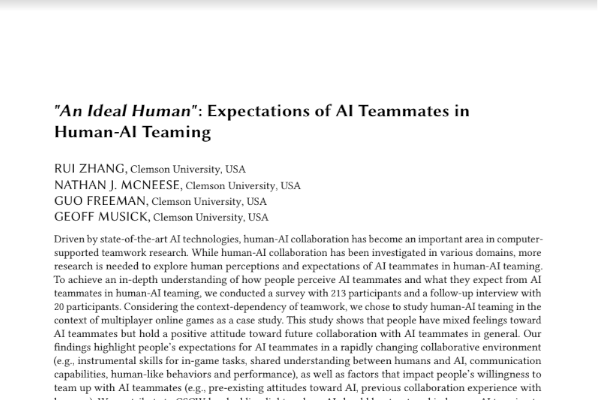 "An Ideal Human": Expectations of AI Teammates in
Human-AI Teaming
RUI ZHANG, Clemson University, USA
NATHAN J. MCNEESE, Clemson University, USA
GUO FREEMAN, Clemson University, USA
GEOFF MUSICK, Clemson University, USA
Driven by state-of-the-art AI technologies, human-AI collaboration has become an important area in computer-
supported teamwork research. While human-AI collaboration has been investigated in various domains, more
research is needed to explore human perceptions and expectations of AI teammates in human-AI teaming.
To achieve an in-depth understanding of how people perceive AI teammates and what they expect from AI
teammates in human-AI teaming, we conducted a survey with 213 participants and a follow-up interview with
20 participants. Considering the context-dependency of teamwork, we chose to study human-AI teaming in the
context of multiplayer online games as a case study. This study shows that people have mixed feelings toward
AI teammates but hold a positive attitude toward future collaboration with AI teammates in general. Our
findings highlight people's expectations for AI teammates in a rapidly changing collaborative environment
(e.g., instrumental skills for in-game tasks, shared understanding between humans and AI, communication
capabilities, human-like behaviors and performance), as well as factors that impact people's willingness to
team up with AI teammates (e.g., pre-existing attitudes toward AI, previous collaboration experience with